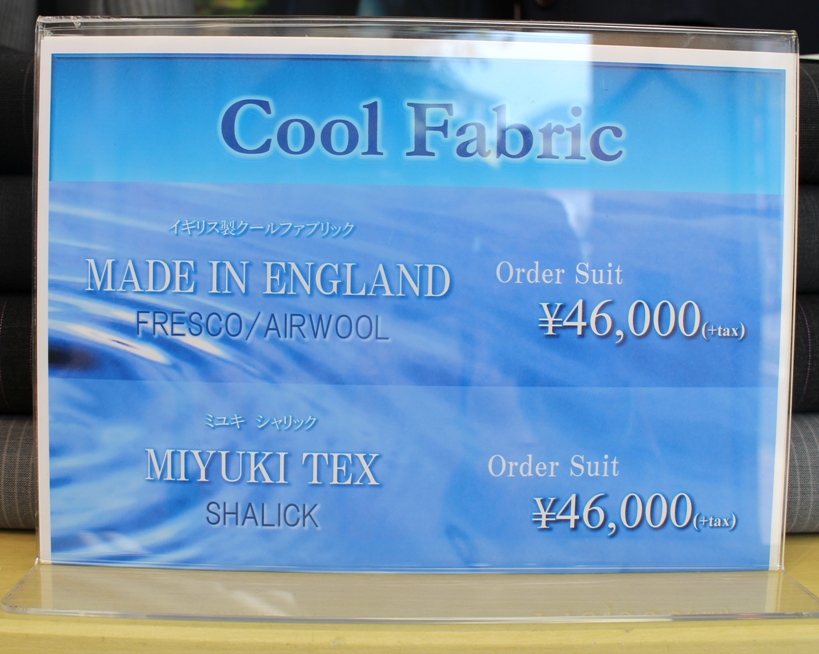 Cool Fabric
イギリス製クールファブリック
MADE IN ENGLAND
FRESCO/AIRWOOL
Order Suit
¥46,000(+tax)
ミユキ シャリック
MIYUKI TEX
SHALICK
Order Suit
¥46,000(+tax)